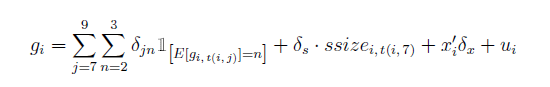 $g_i = \sum_{j=7}^{9} \sum_{n=2}^{3} \delta_{jn} \mathbb{1}_{[E[g_{i,t(i,j)}]=n]} + \delta_s \cdot ssize_{i,t(i,7)} + x_i' \delta_x + u_i$